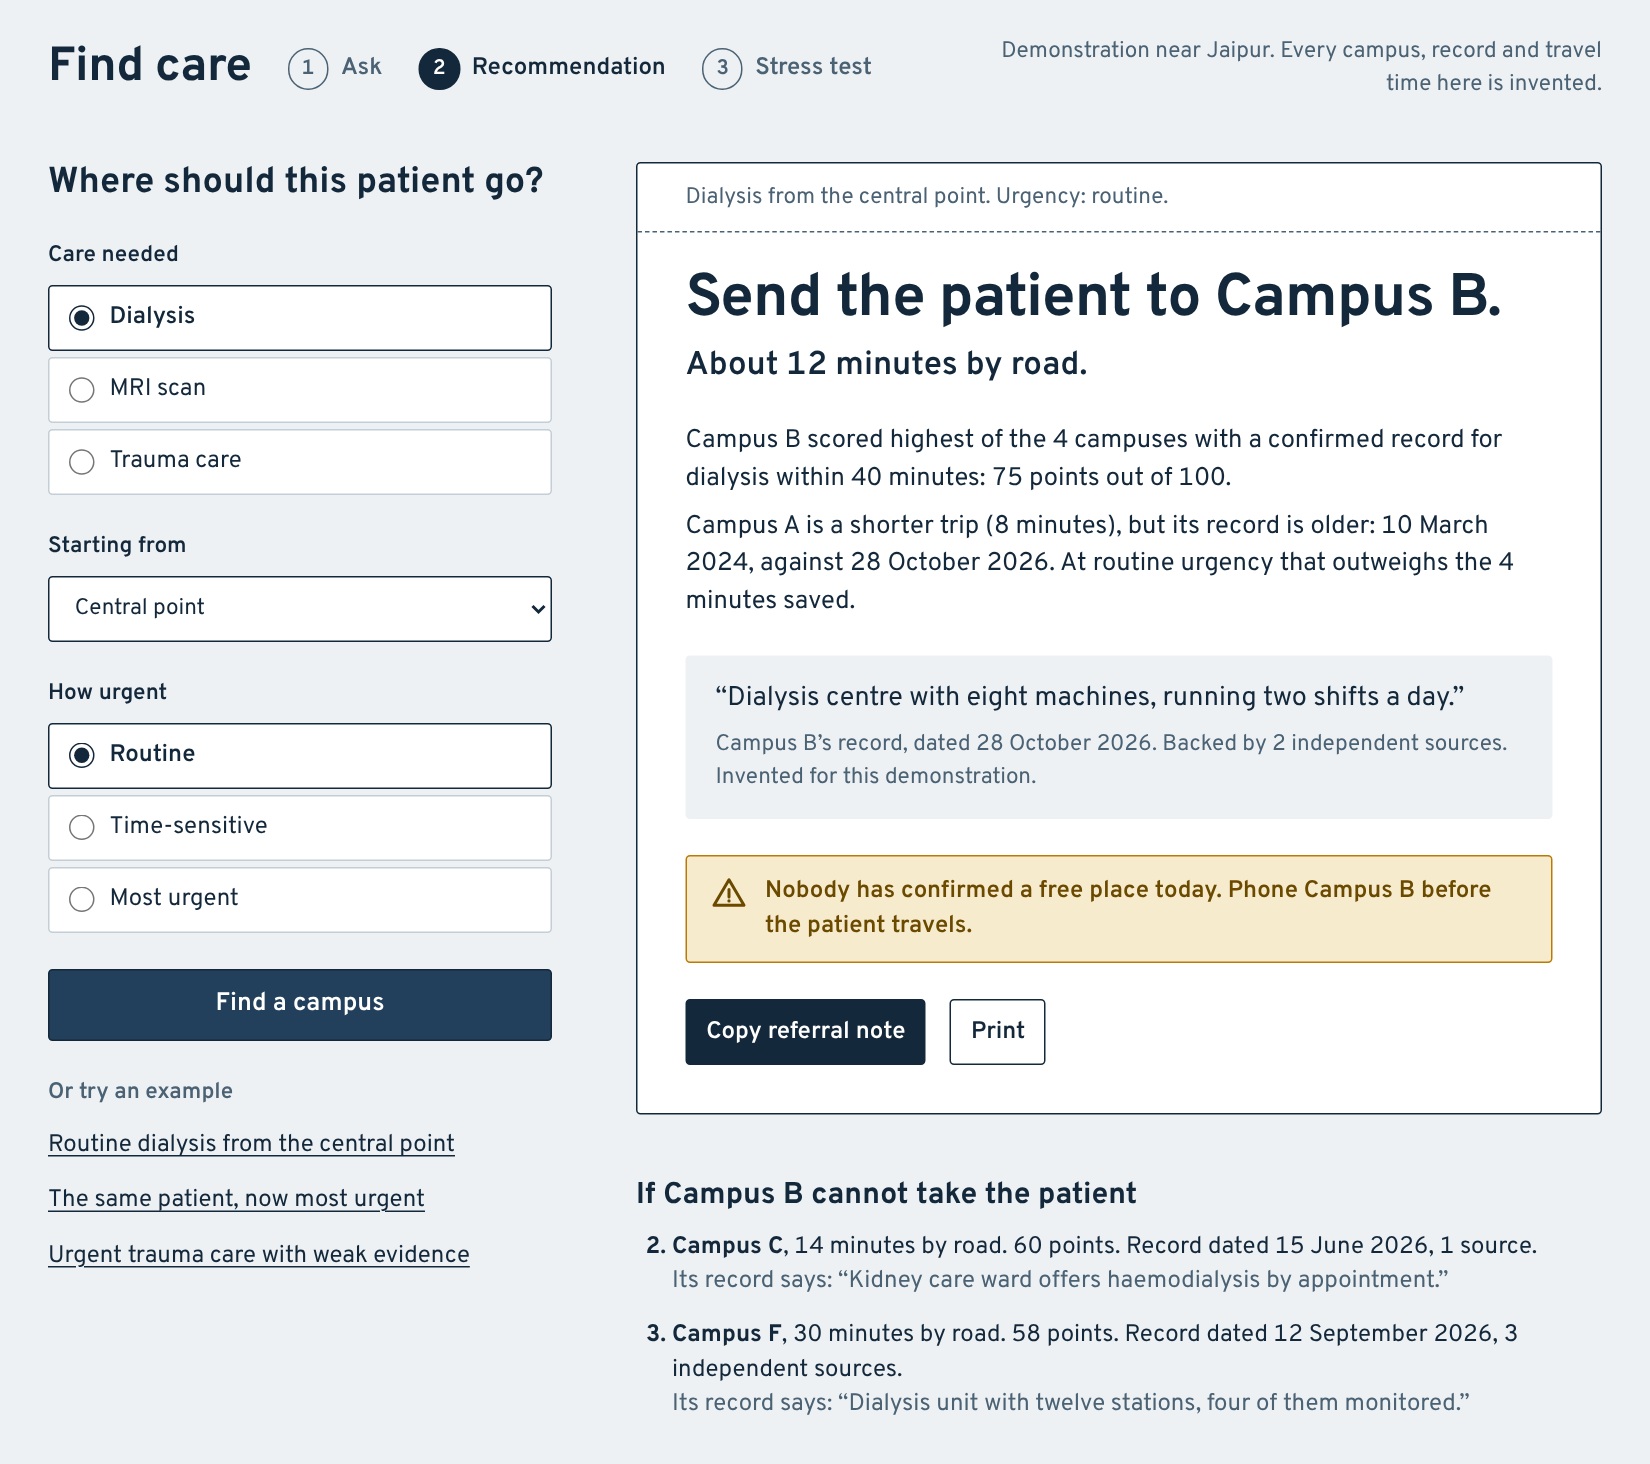 Find care
1 Ask
2 Recommendation
3 Stress test
Demonstration near Jaipur. Every campus, record and travel
time here is invented.
Where should this patient go?
Care needed
Dialysis
MRI scan
Trauma care
Starting from
Central point
How urgent
Routine
Time-sensitive
Most urgent
Find a campus
Or try an example
Routine dialysis from the central point
The same patient, now most urgent
Urgent trauma care with weak evidence
Dialysis from the central point. Urgency: routine.
Send the patient to Campus B.
About 12 minutes by road.
Campus B scored highest of the 4 campuses with a confirmed record for
dialysis within 40 minutes: 75 points out of 100.
Campus A is a shorter trip (8 minutes), but its record is older: 10 March
2024, against 28 October 2026. At routine urgency that outweighs the 4
minutes saved.
“Dialysis centre with eight machines, running two shifts a day.”
Campus B’s record, dated 28 October 2026. Backed by 2 independent sources.
Invented for this demonstration.
Nobody has confirmed a free place today. Phone Campus B before
the patient travels.
Copy referral note
Print
If Campus B cannot take the patient
2. Campus C, 14 minutes by road. 60 points. Record dated 15 June 2026, 1 source.
Its record says: “Kidney care ward offers haemodialysis by appointment.”
3. Campus F, 30 minutes by road. 58 points. Record dated 12 September 2026, 3
independent sources.
Its record says: “Dialysis unit with twelve stations, four of them monitored.”